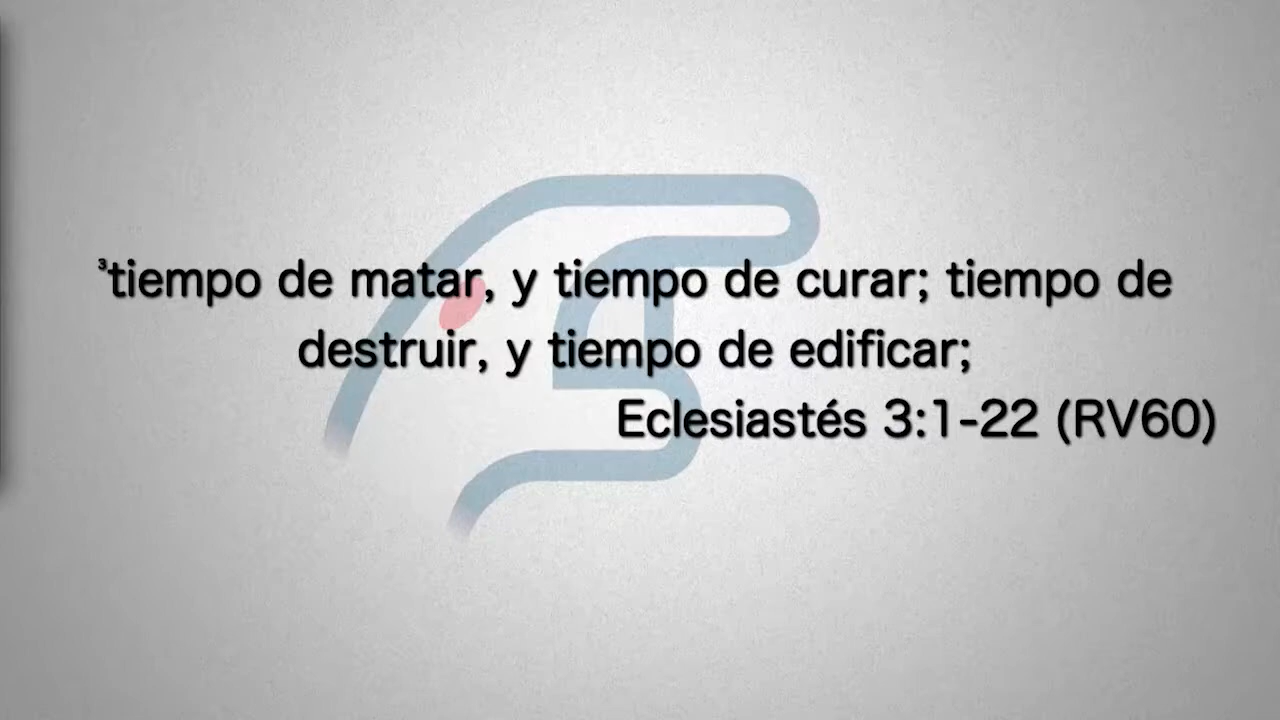 ³tiempo de matar, y tiempo de curar; tiempo de
destruir, y tiempo de edificar;
Eclesiastés 3:1-22 (RV60)